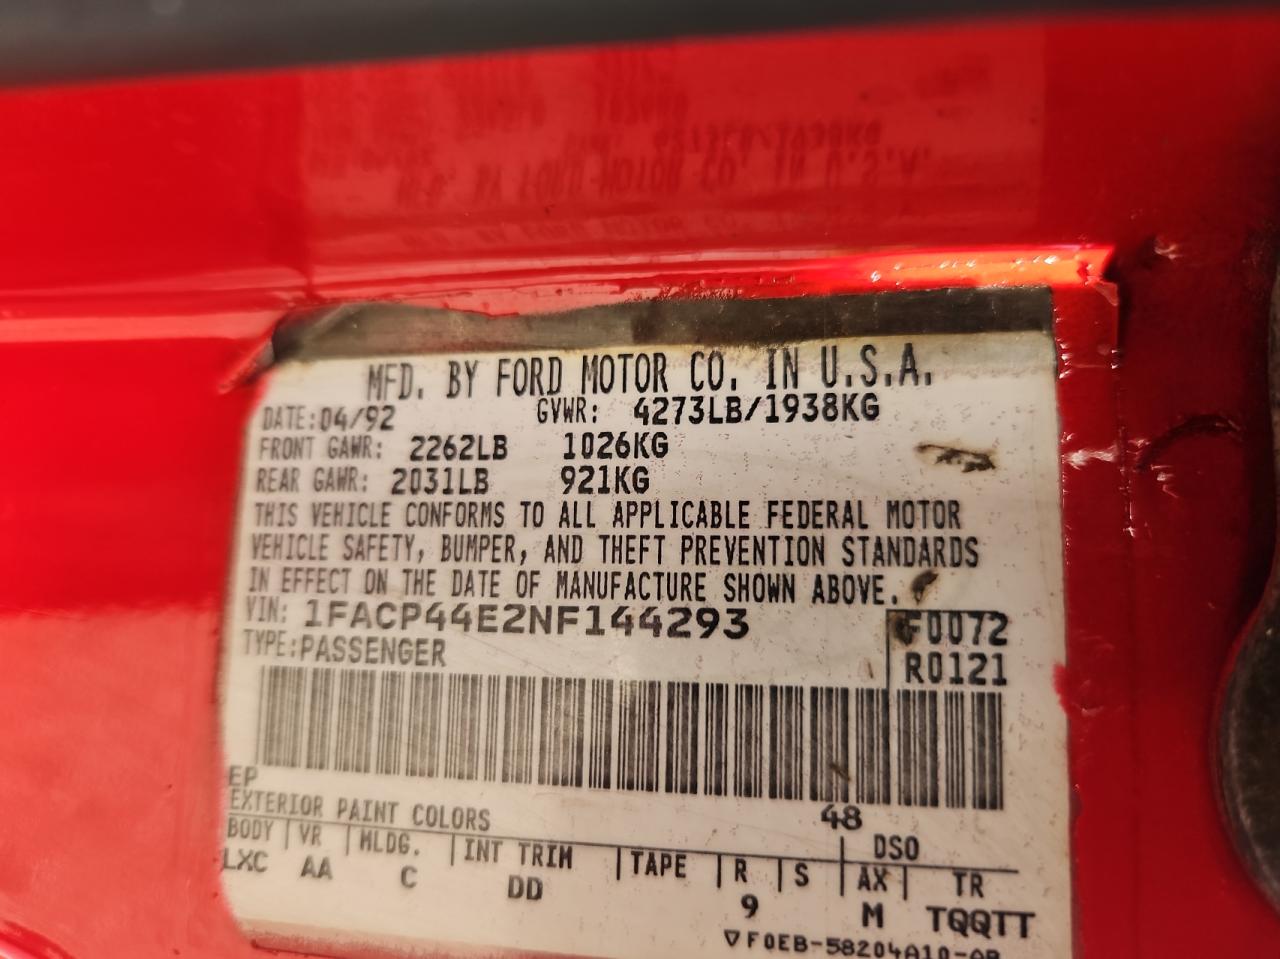 MFD. BY FORD MOTOR CO. IN U.S.A.
DATE:04/92 GVWR: 4273LB/1938KG
FRONT GAWR: 2262LB 1026KG
REAR GAWR: 2031LB 921KG
THIS VEHICLE CONFORMS TO ALL APPLICABLE FEDERAL MOTOR
VEHICLE SAFETY, BUMPER, AND THEFT PREVENTION STANDARDS
IN EFFECT ON THE DATE OF MANUFACTURE SHOWN ABOVE.
VIN: 1FACP44E2NF144293 F0072
TYPE:PASSENGER R0121
EP 48
EXTERIOR PAINT COLORS DSO
BODY VR MLDG. INT TRIM TAPE R S AX TR
LXC AA C DD 9 M TQQTT
▽F0EB-58204A10-AB